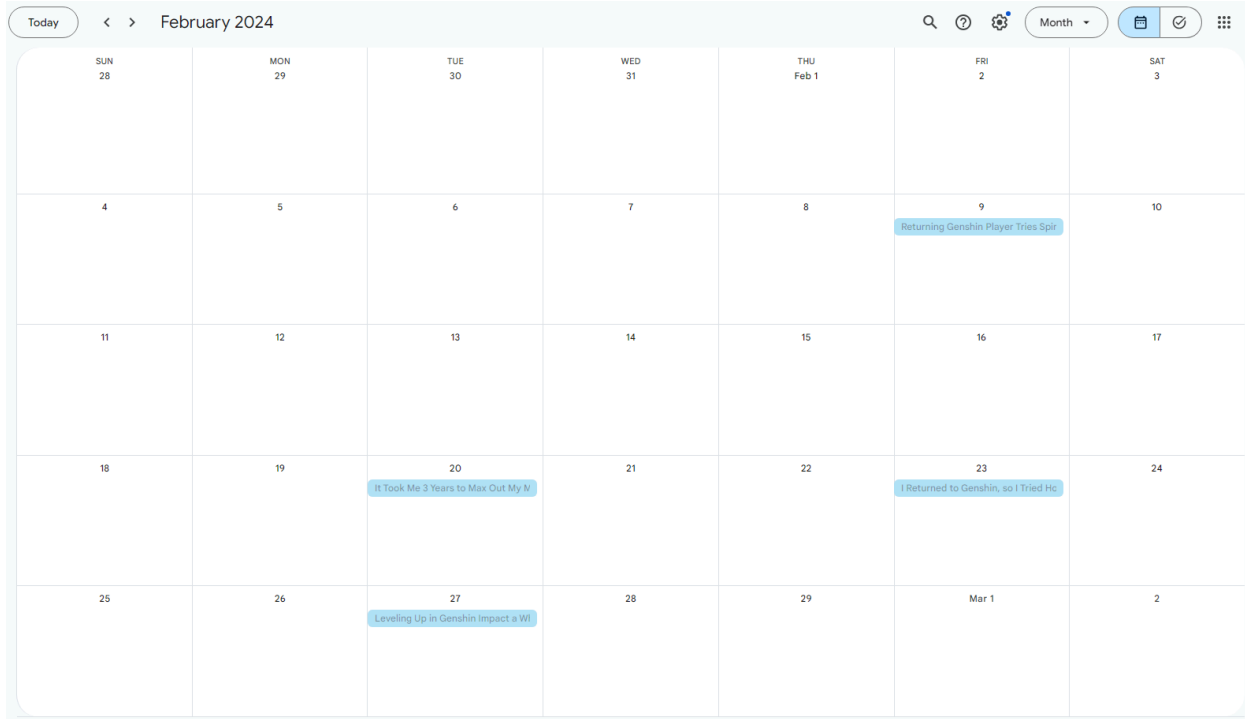 Today
February 2024
Month
SUN MON TUE WED THU FRI SAT
28 29 30 31 Feb 1 2 3
4 5 6 7 8 9 10
Returning Genshin Player Tries Spir
11 12 13 14 15 16 17
18 19 20 21 22 23 24
It Took Me 3 Years to Max Out My I Returned to Genshin, so I Tried
25 26 27 28 29 Mar 1 2
Leveling Up in Genshin Impact a